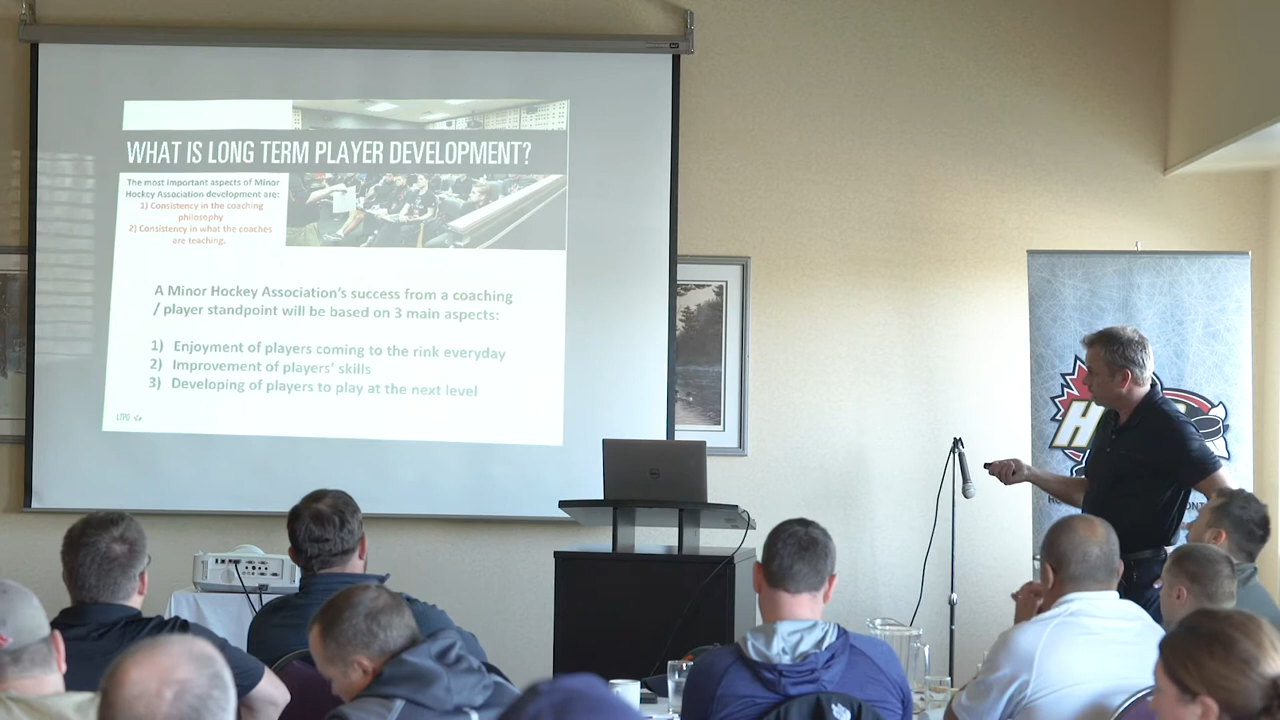 WHAT IS LONG TERM PLAYER DEVELOPMENT?
The most important aspects of Minor
Hockey Association development are:
1) Consistency in the coaching
philosophy
2) Consistency in what the coaches
are teaching.
A Minor Hockey Association's success from a coaching
/ player standpoint will be based on 3 main aspects:
1) Enjoyment of players coming to the rink everyday
2) Improvement of players' skills
3) Developing of players to play at the next level
LTPD
H